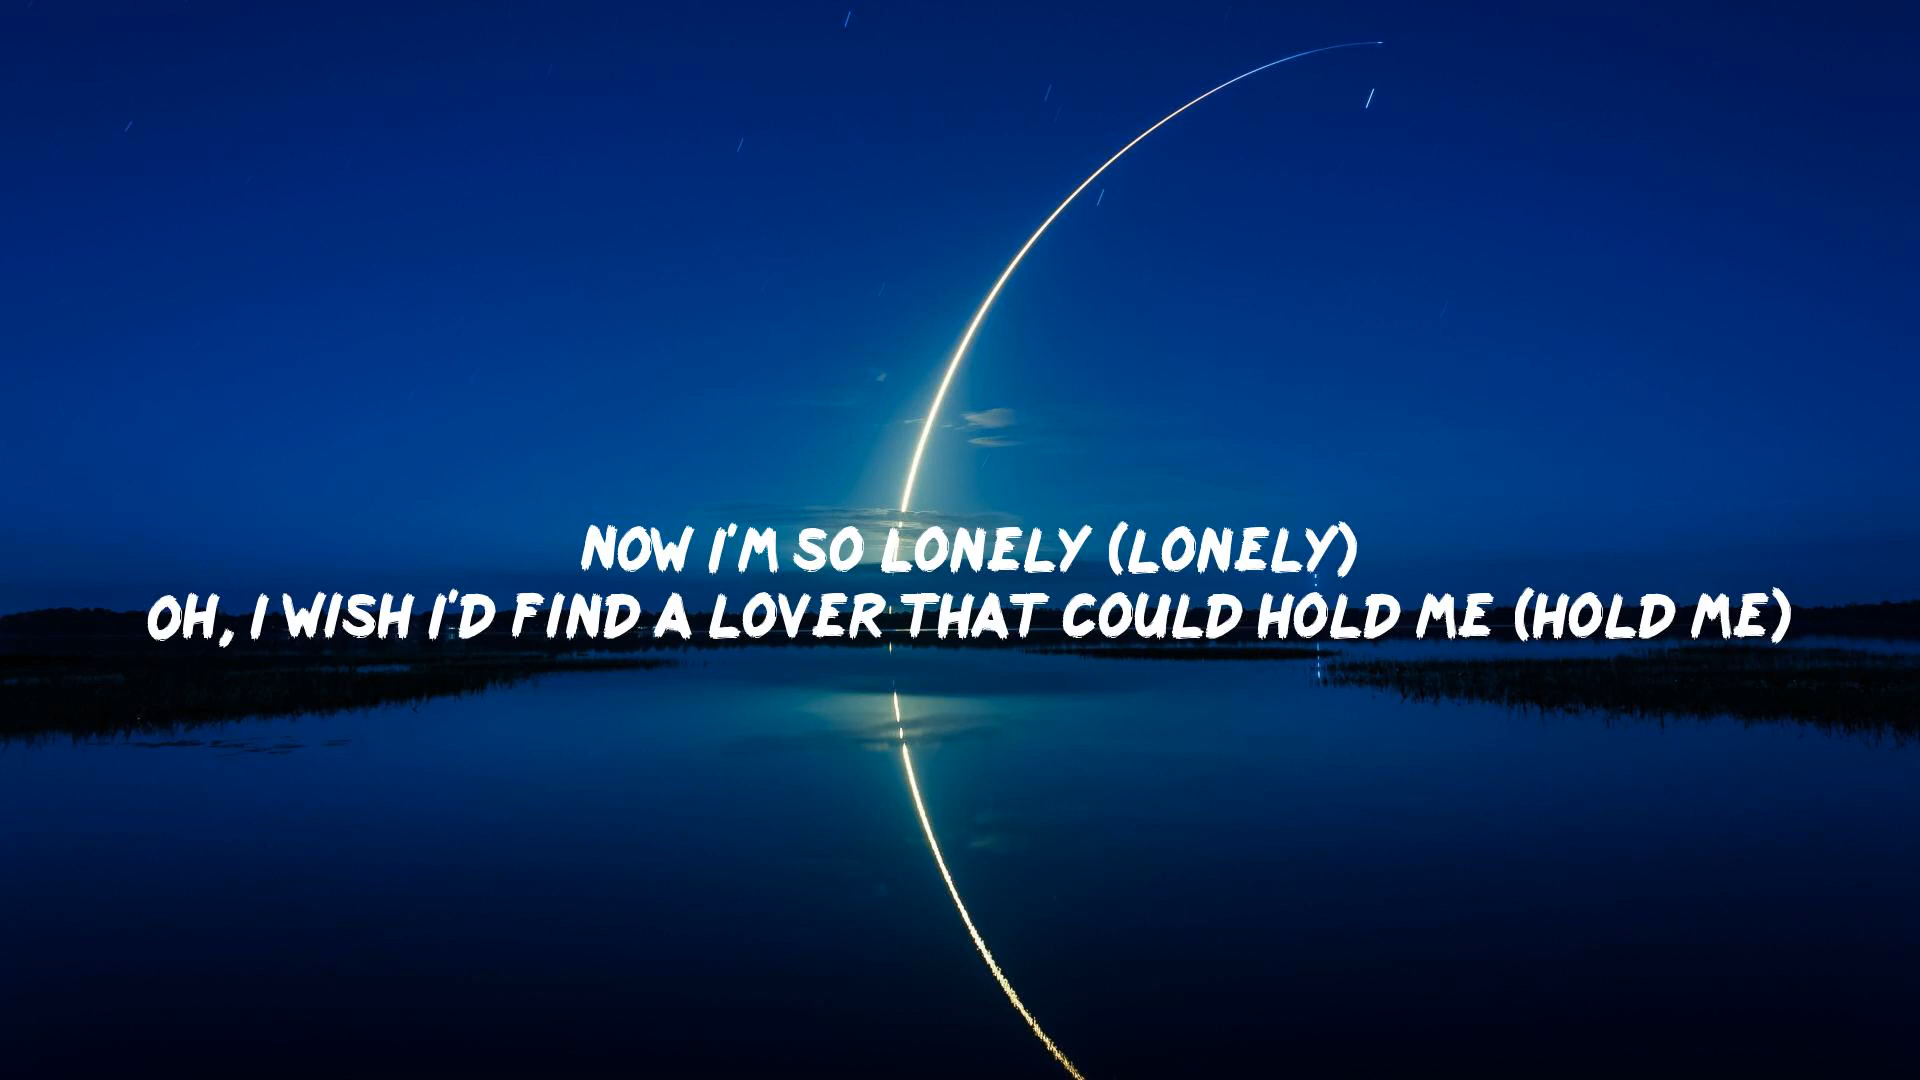 NOW I'M SO LONELY (LONELY)
OH, I WISH I'D FIND A LOVER THAT COULD HOLD ME (HOLD ME)